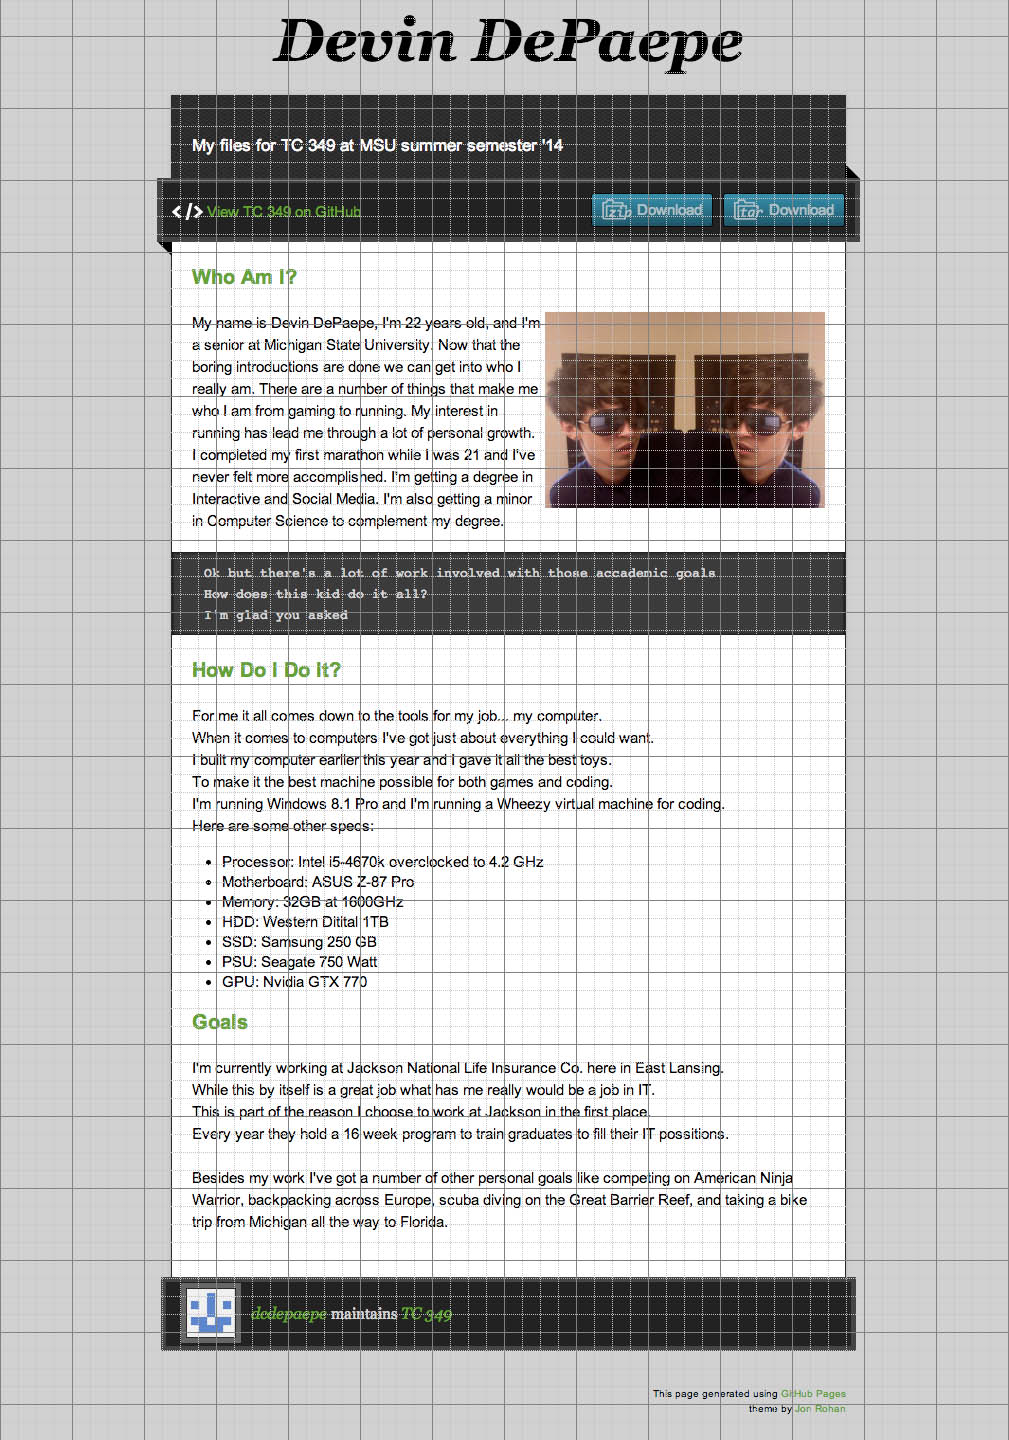 Devin DePaepe
My files for TC 349 at MSU summer semester '14
</> View TC 349 on GitHub
zip Download
tar Download
Who Am I?
My name is Devin DePaepe, I'm 22 years old, and I'm
a senior at Michigan State University. Now that the
boring introductions are done we can get into who I
really am. There are a number of things that make me
who I am from gaming to running. My interest in
running has lead me through a lot of personal growth.
I completed my first marathon while I was 21 and I've
never felt more accomplished. I'm getting a degree in
Interactive and Social Media. I'm also getting a minor
in Computer Science to complement my degree.
Ok but there's a lot of work involved with those accademic goals
How does this kid do it all?
I'm glad you asked
How Do I Do It?
For me it all comes down to the tools for my job... my computer.
When it comes to computers I've got just about everything I could want.
I built my computer earlier this year and I gave it all the best toys.
To make it the best machine possible for both games and coding.
I'm running Windows 8.1 Pro and I'm running a Wheezy virtual machine for coding.
Here are some other specs:
• Processor: Intel i5-4670k overclocked to 4.2 GHz
• Motherboard: ASUS Z-87 Pro
• Memory: 32GB at 1600GHz
• HDD: Western Ditital 1TB
• SSD: Samsung 250 GB
• PSU: Seagate 750 Watt
• GPU: Nvidia GTX 770
Goals
I'm currently working at Jackson National Life Insurance Co. here in East Lansing.
While this by itself is a great job what has me really would be a job in IT.
This is part of the reason I choose to work at Jackson in the first place.
Every year they hold a 16 week program to train graduates to fill their IT possitions.
Besides my work I've got a number of other personal goals like competing on American Ninja
Warrior, backpacking across Europe, scuba diving on the Great Barrier Reef, and taking a bike
trip from Michigan all the way to Florida.
dcdepaepe maintains TC 349
This page generated using GitHub Pages
theme by Jon Rohan